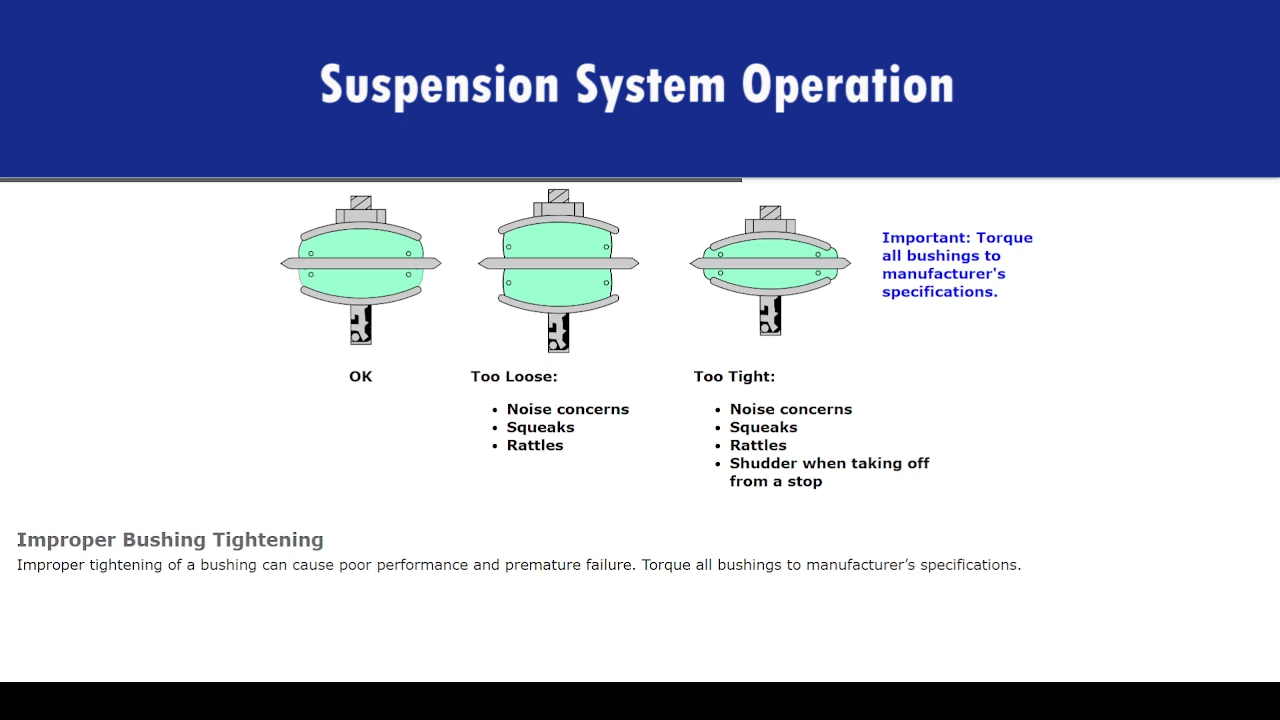 Suspension System Operation
Important: Torque
all bushings to
manufacturer's
specifications.
OK
Too Loose:
• Noise concerns
• Squeaks
• Rattles
Too Tight:
• Noise concerns
• Squeaks
• Rattles
• Shudder when taking off
from a stop
Improper Bushing Tightening
Improper tightening of a bushing can cause poor performance and premature failure. Torque all bushings to manufacturer’s specifications.